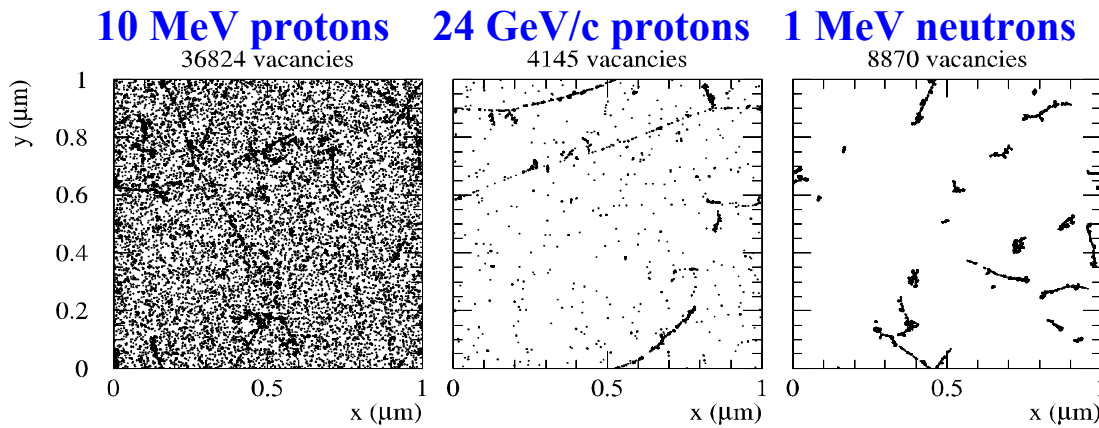 10 MeV protons 24 GeV/c protons 1 MeV neutrons
36824 vacancies 4145 vacancies 8870 vacancies
y (μm)
1
0.8
0.6
0.4
0.2
0
0 0.5 1 0 0.5 1 0 0.5 1
x (μm) x (μm) x (μm)